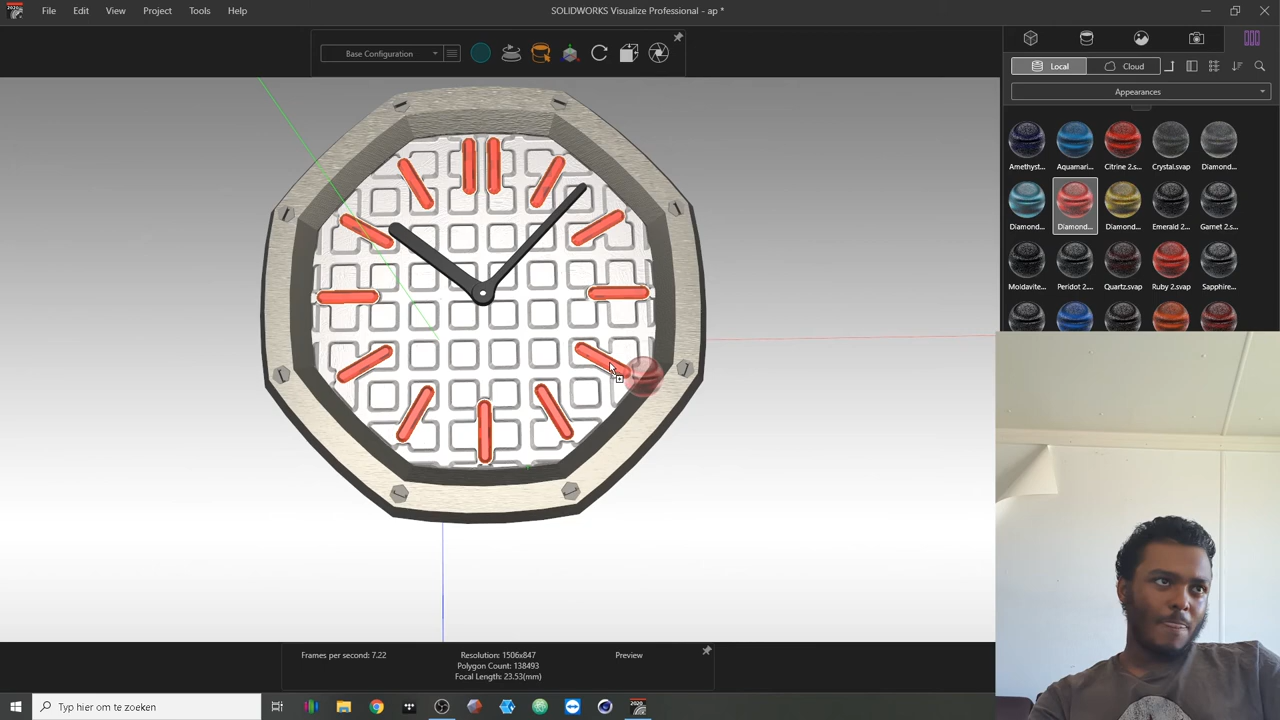 File Edit View Project Tools Help
SOLIDWORKS Visualize Professional - ap *
Base Configuration
Local Cloud
Appearances
Amethyst... Aquamari... Citrine 2.s... Crystal.svap Diamond...
Diamond... Diamond... Diamond... Emerald 2... Garnet 2.s...
Moldavite... Peridot 2... Quartz.svap Ruby 2.svap Sapphire...
Frames per second: 7.22
Resolution: 1506x847
Polygon Count: 138493
Focal Length: 23.53(mm)
Preview
Typ hier om te zoeken